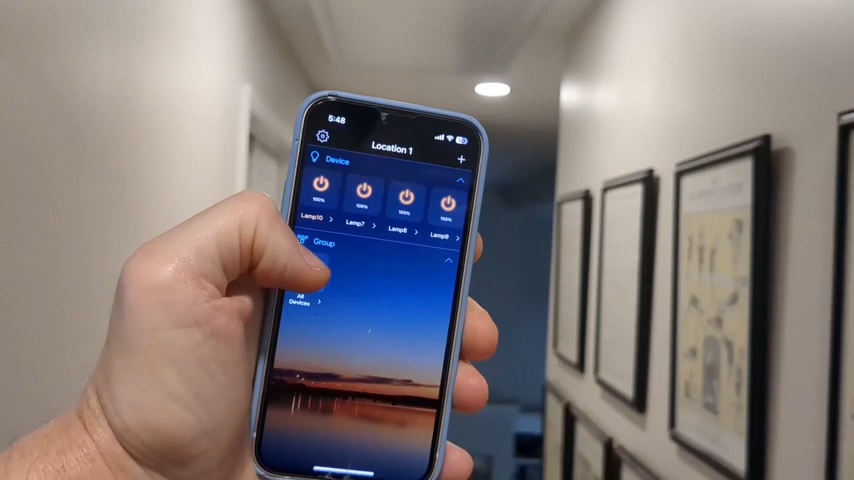 5:48
Location 1
+
Device
100% 100% 100% 100%
Lamp10 > Lamp7 > Lamp8 > Lamp9 >
Group
All
Devices >